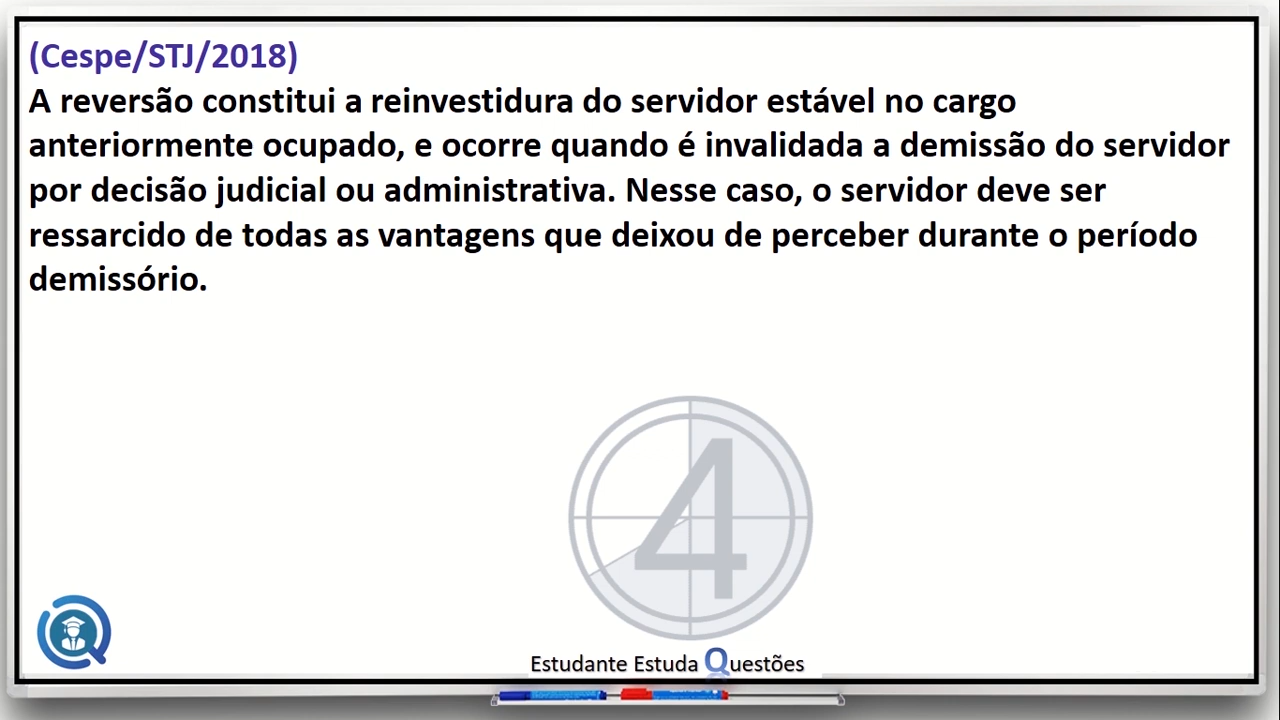 (Cespe/STJ/2018)
A reversão constitui a reinvestidura do servidor estável no cargo
anteriormente ocupado, e ocorre quando é invalidada a demissão do servidor
por decisão judicial ou administrativa. Nesse caso, o servidor deve ser
ressarcido de todas as vantagens que deixou de perceber durante o período
demissório.
4
Estudante Estuda Questões